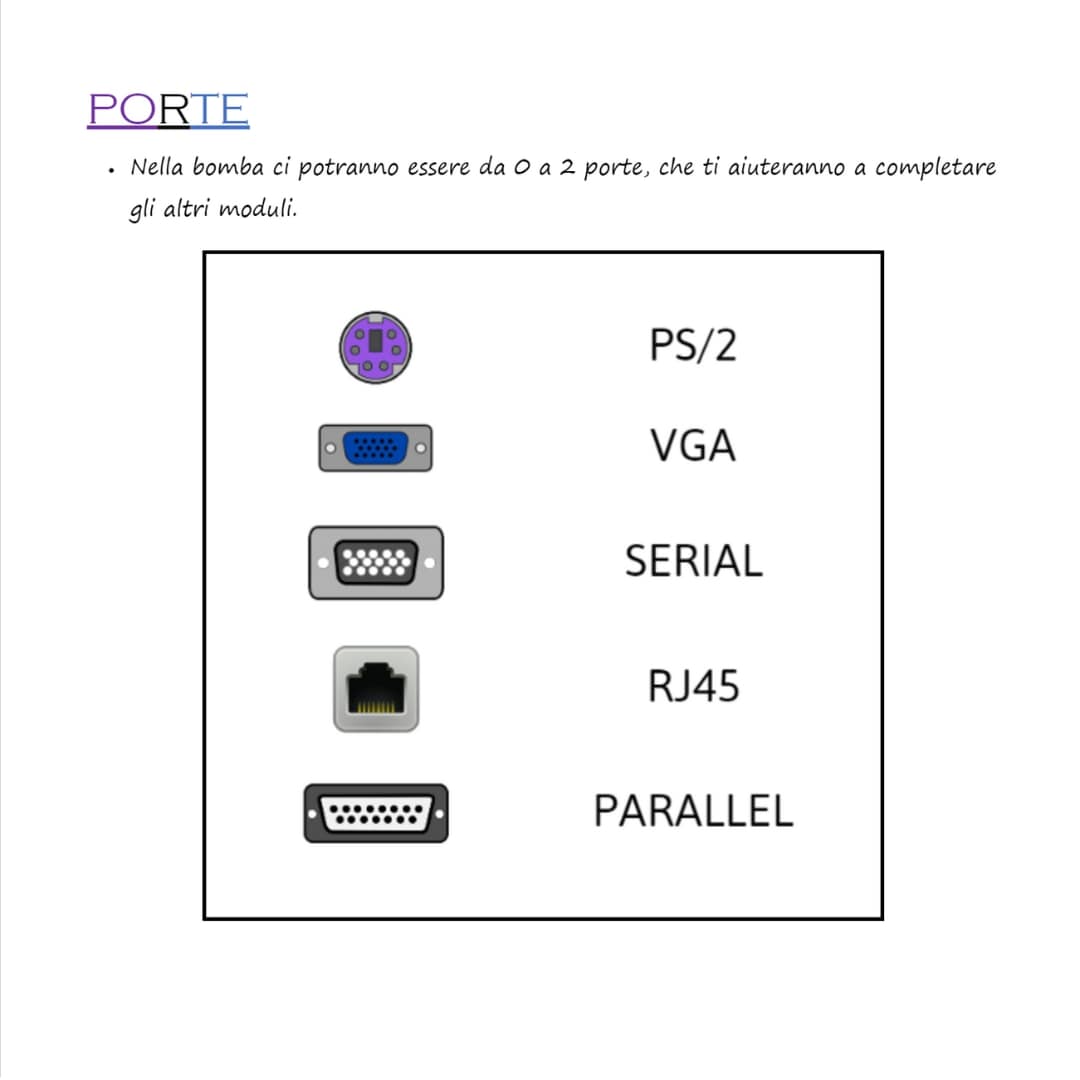 PORTE
• Nella bomba ci potranno essere da 0 a 2 porte, che ti aiuteranno a completare
gli altri moduli.
PS/2
VGA
SERIAL
RJ45
PARALLEL